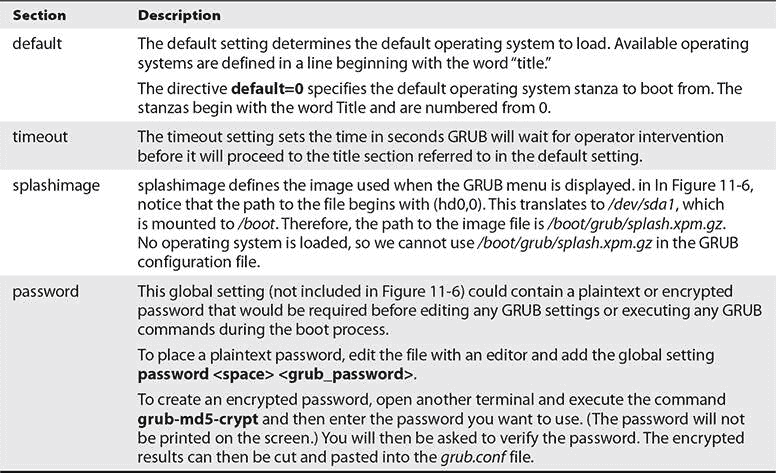 Section Description
default The default setting determines the default operating system to load. Available operating
systems are defined in a line beginning with the word “title.”
The directive default=0 specifies the default operating system stanza to boot from. The
stanzas begin with the word Title and are numbered from 0.
timeout The timeout setting sets the time in seconds GRUB will wait for operator intervention
before it will proceed to the title section referred to in the default setting.
splashimage splashimage defines the image used when the GRUB menu is displayed. in In Figure 11-6,
notice that the path to the file begins with (hd0,0). This translates to /dev/sda1, which
is mounted to /boot. Therefore, the path to the image file is /boot/grub/splash.xpm.gz.
No operating system is loaded, so we cannot use /boot/grub/splash.xpm.gz in the GRUB
configuration file.
password This global setting (not included in Figure 11-6) could contain a plaintext or encrypted
password that would be required before editing any GRUB settings or executing any GRUB
commands during the boot process.
To place a plaintext password, edit the file with an editor and add the global setting
password <space> <grub_password>.
To create an encrypted password, open another terminal and execute the command
grub-md5-crypt and then enter the password you want to use. (The password will not
be printed on the screen.) You will then be asked to verify the password. The encrypted
results can then be cut and pasted into the grub.conf file.